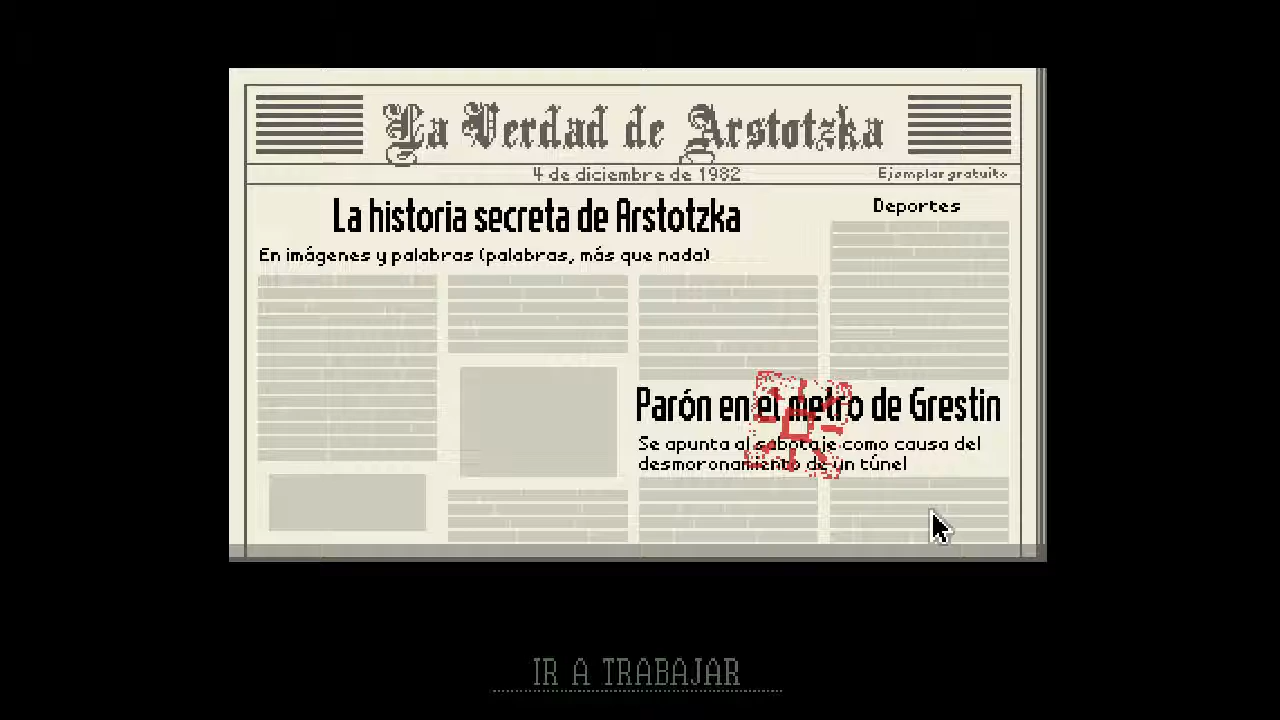 La Verdad de Arstotzka
4 de diciembre de 1982
Ejemplar gratuito
La historia secreta de Arstotzka
En imágenes y palabras (palabras, más que nada)
Deportes
Parón en el metro de Grestin
Se apunta al sabotaje como causa del
desmoronamiento de un túnel
IR A TRABAJAR